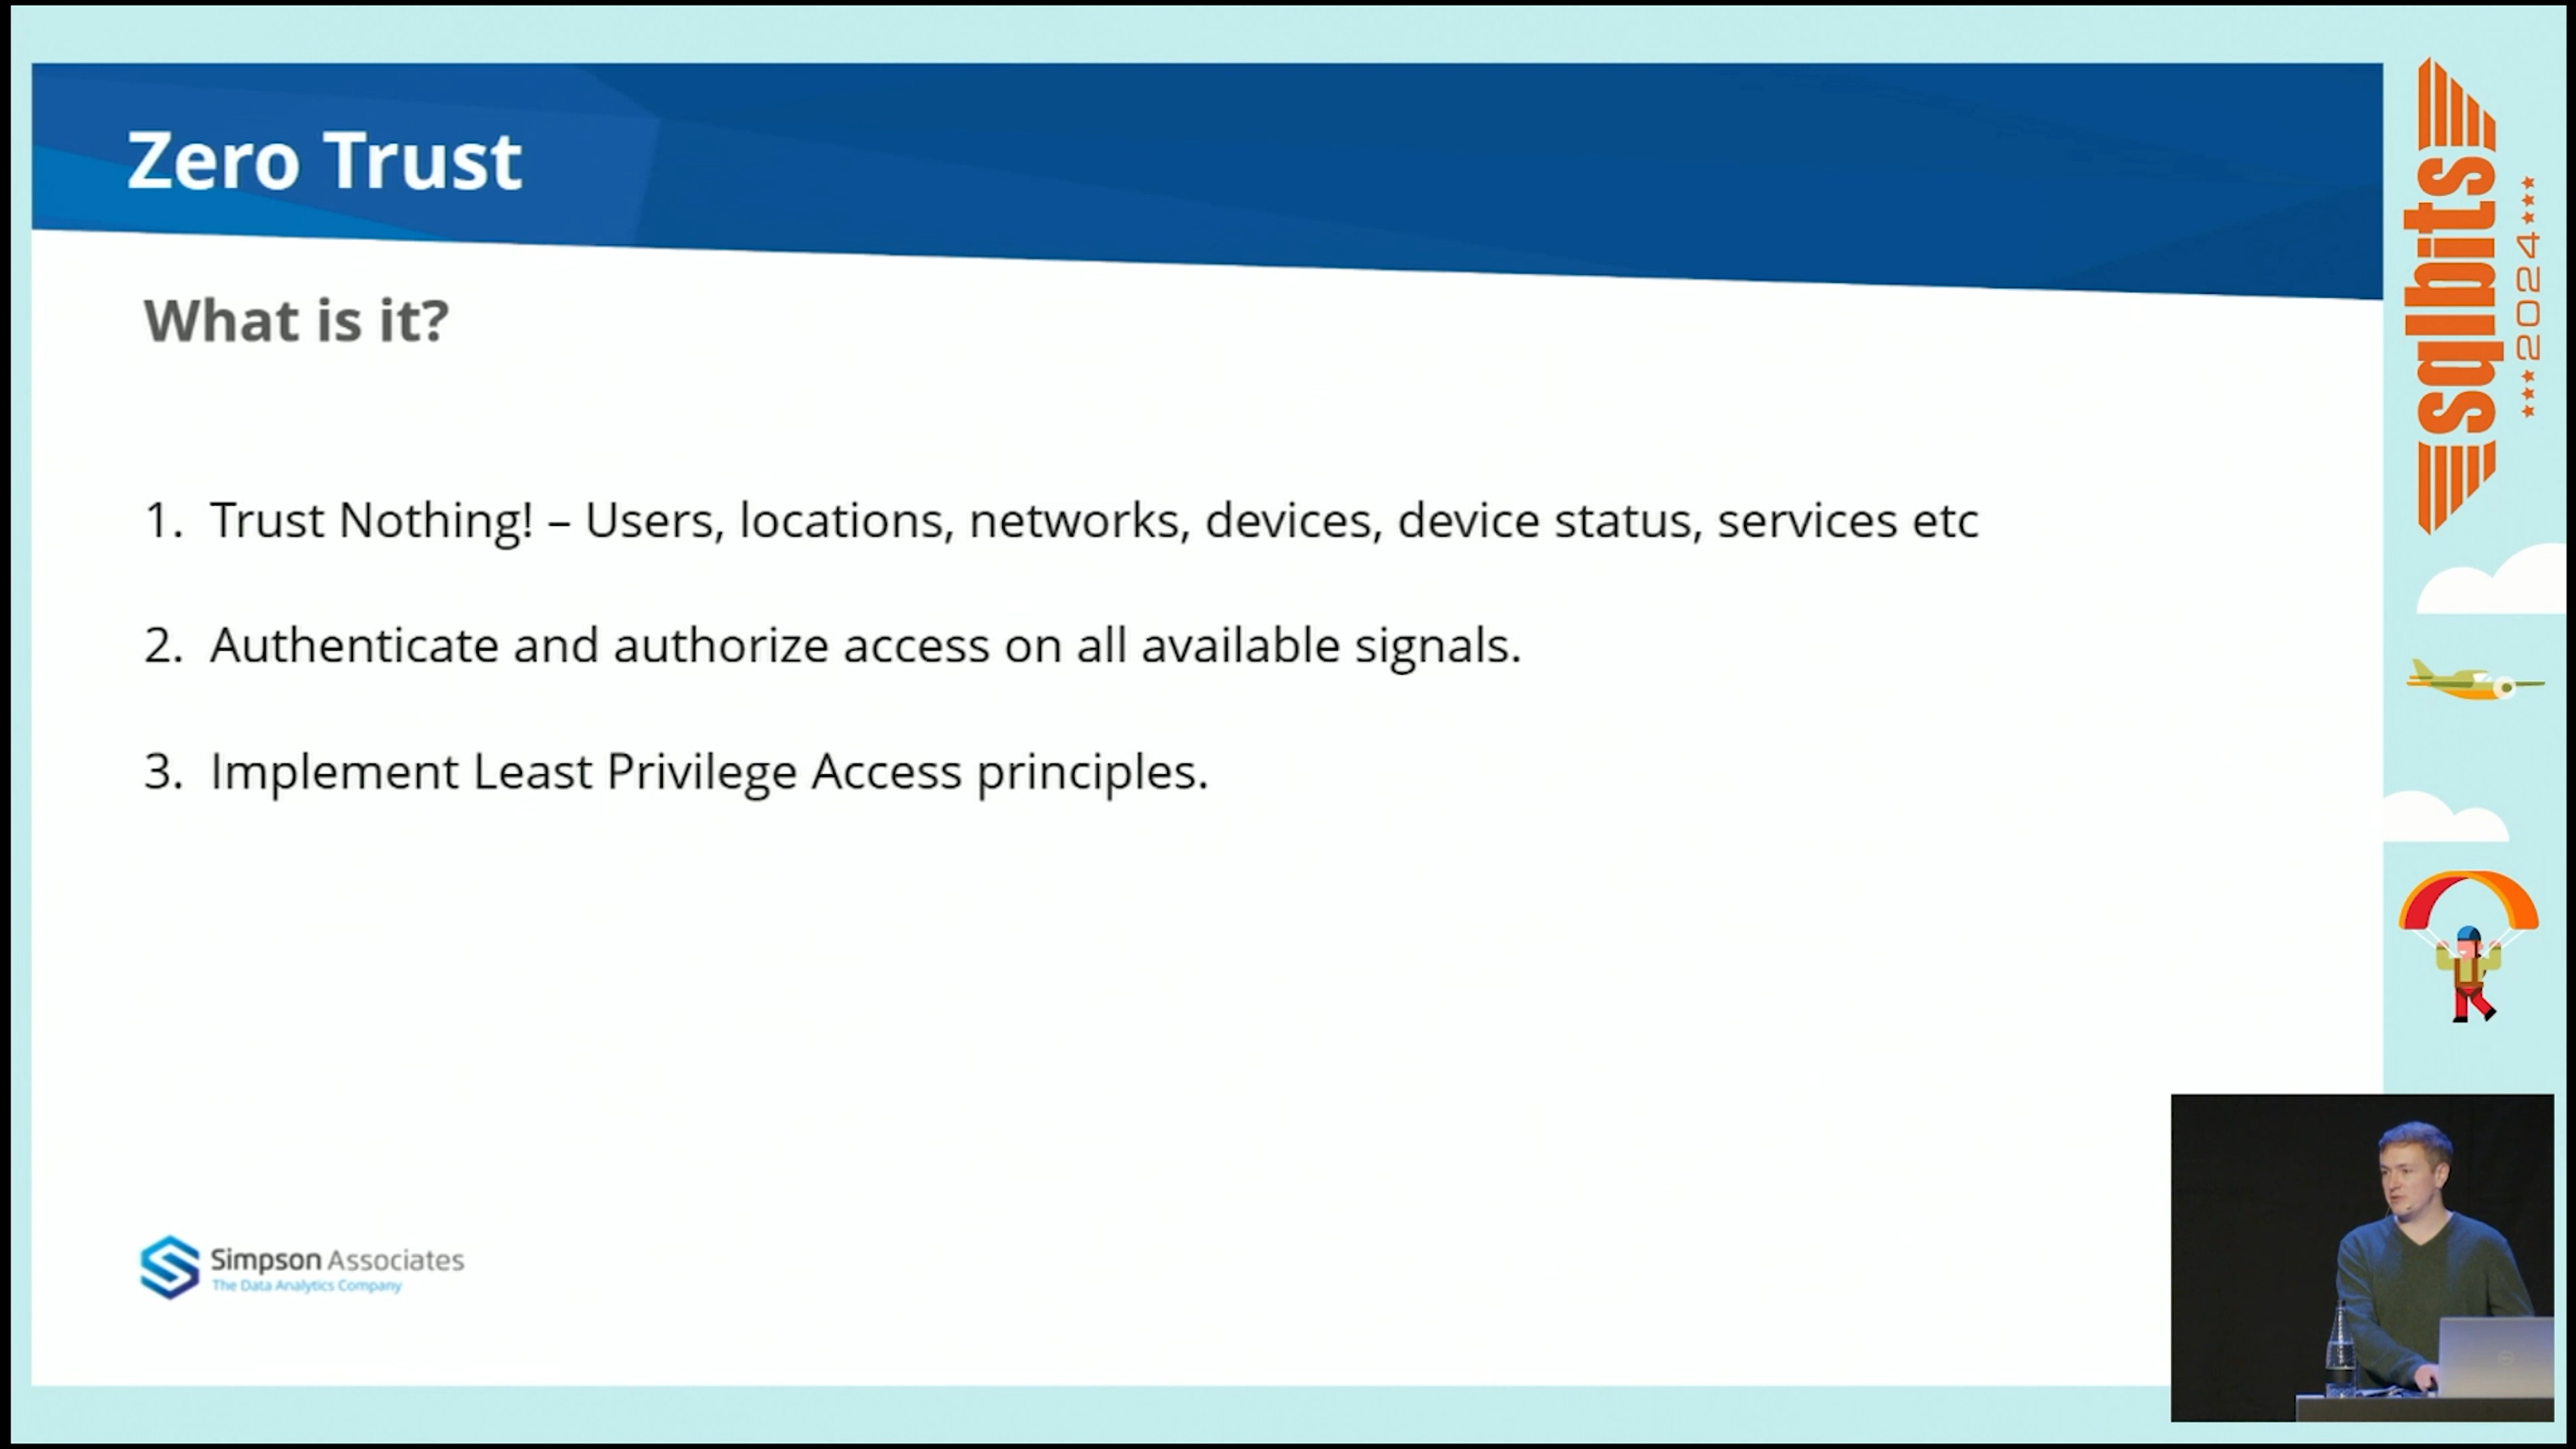 Zero Trust
What is it?
1. Trust Nothing! – Users, locations, networks, devices, device status, services etc
2. Authenticate and authorize access on all available signals.
3. Implement Least Privilege Access principles.
Simpson Associates
The Data Analytics Company
sqlbits
2024